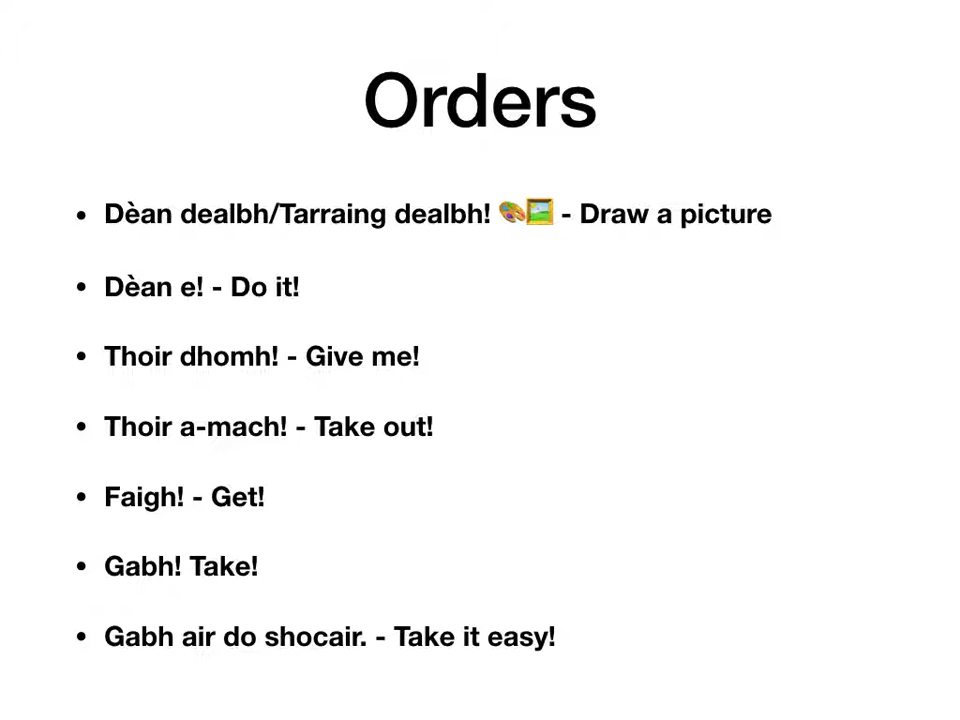 Orders
• Dèan dealbh/Tarraing dealbh! 🎨🖼️ - Draw a picture
• Dèan e! - Do it!
• Thoir dhomh! - Give me!
• Thoir a-mach! - Take out!
• Faigh! - Get!
• Gabh! Take!
• Gabh air do shocair. - Take it easy!